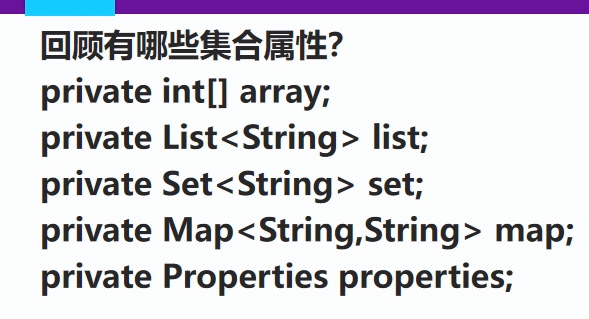 回顾有哪些集合属性？
private int[] array;
private List<String> list;
private Set<String> set;
private Map<String,String> map;
private Properties properties;